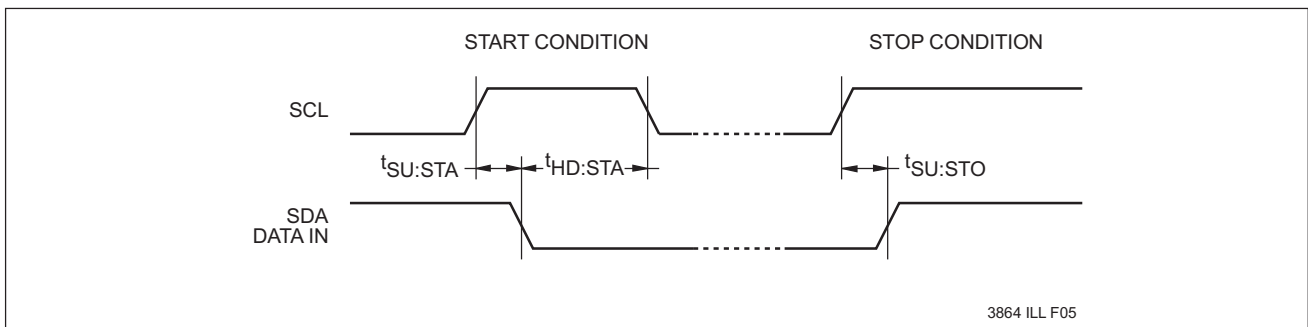 START CONDITION
STOP CONDITION
SCL
tSU:STA
tHD:STA
tSU:STO
SDA
DATA IN
3864 ILL F05